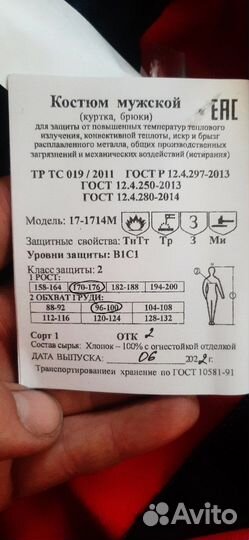 Костюм мужской
ЕАС
(куртка, брюки)
для защиты от повышенных температур теплового
излучения, конвективной теплоты, искр и брызг
расплавленного металла, общих производственных
загрязнений и механических воздействий (истирания)
ТР ТС 019 / 2011 ГОСТ Р 12.4.297-2013
ГОСТ 12.4.250-2013
ГОСТ 12.4.280-2014
Модель: 17-1714М
З
Защитные свойства: ТиТт Тр З Ми
Уровни защиты: В1С1
Класс защиты: 2
1 РОСТ:
158-164 170-176 182-188 194-200
2 ОБХВАТ ГРУДИ:
88-92 96-100 104-108
112-116 120-124 128-132
Сорт 1 ОТК 2
Состав сырья: Хлопок – 100% с огнестойкой отделкой
ДАТА ВЫПУСКА: 06 2022 г.
Транспортирование и хранение по ГОСТ 10581-91
Avito